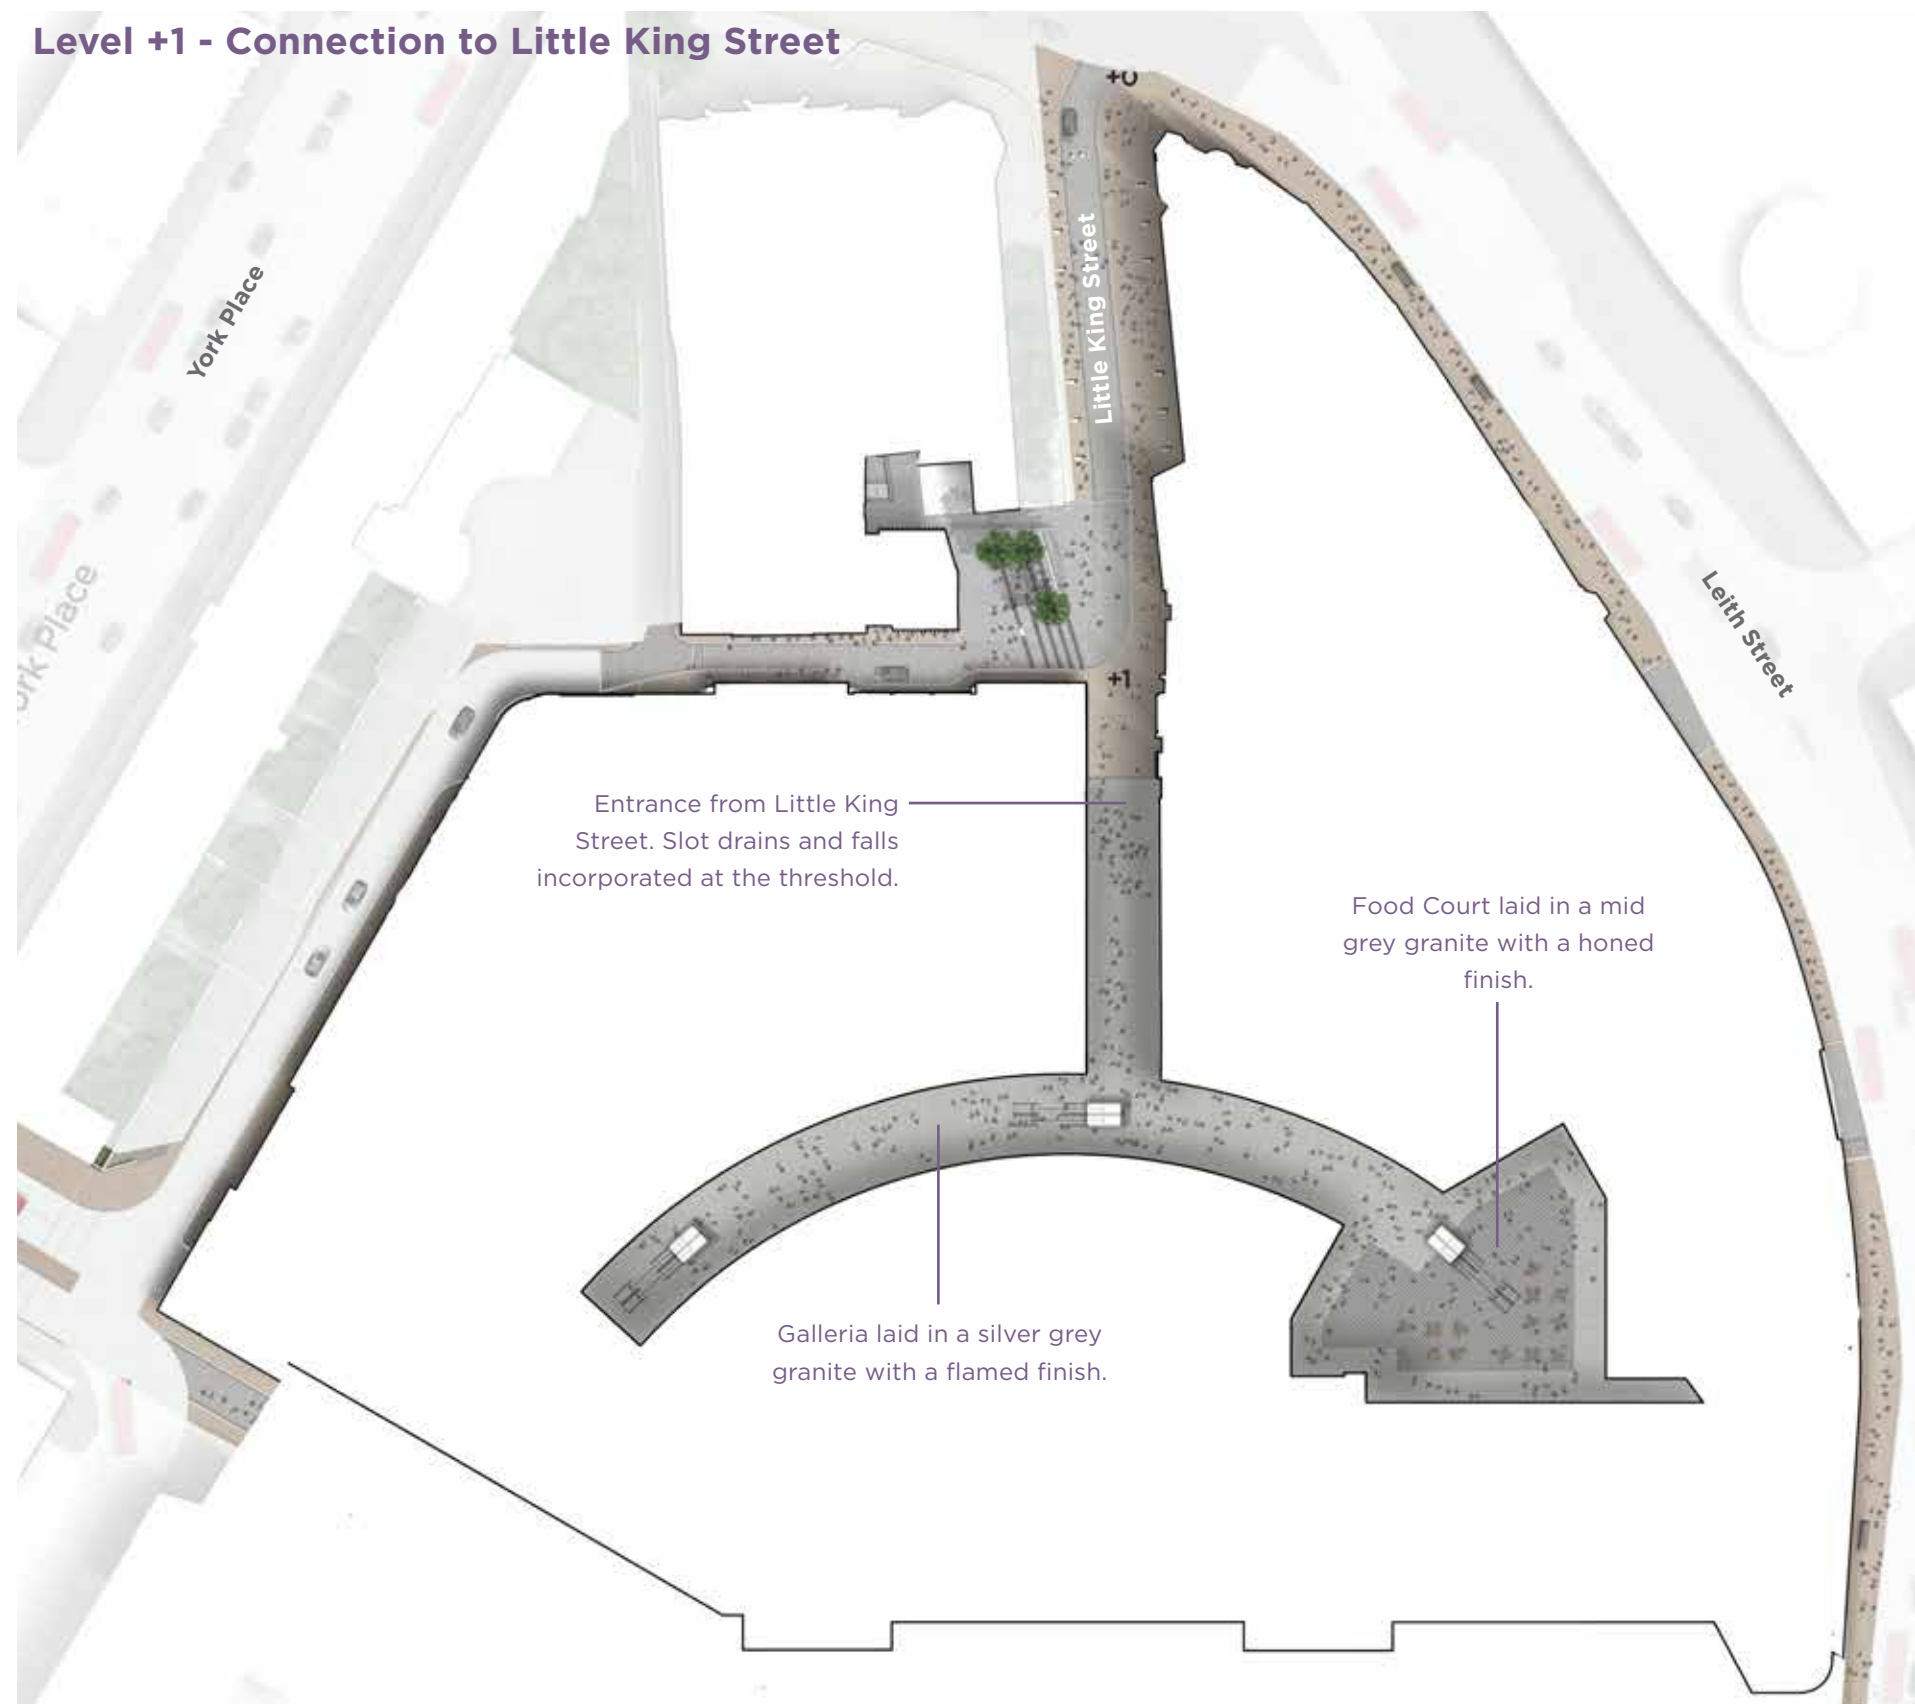 Level +1 - Connection to Little King Street
+0
Little King Street
York Place
York Place
Leith Street
+1
Entrance from Little King
Street. Slot drains and falls
incorporated at the threshold.
Food Court laid in a mid
grey granite with a honed
finish.
Galleria laid in a silver grey
granite with a flamed finish.